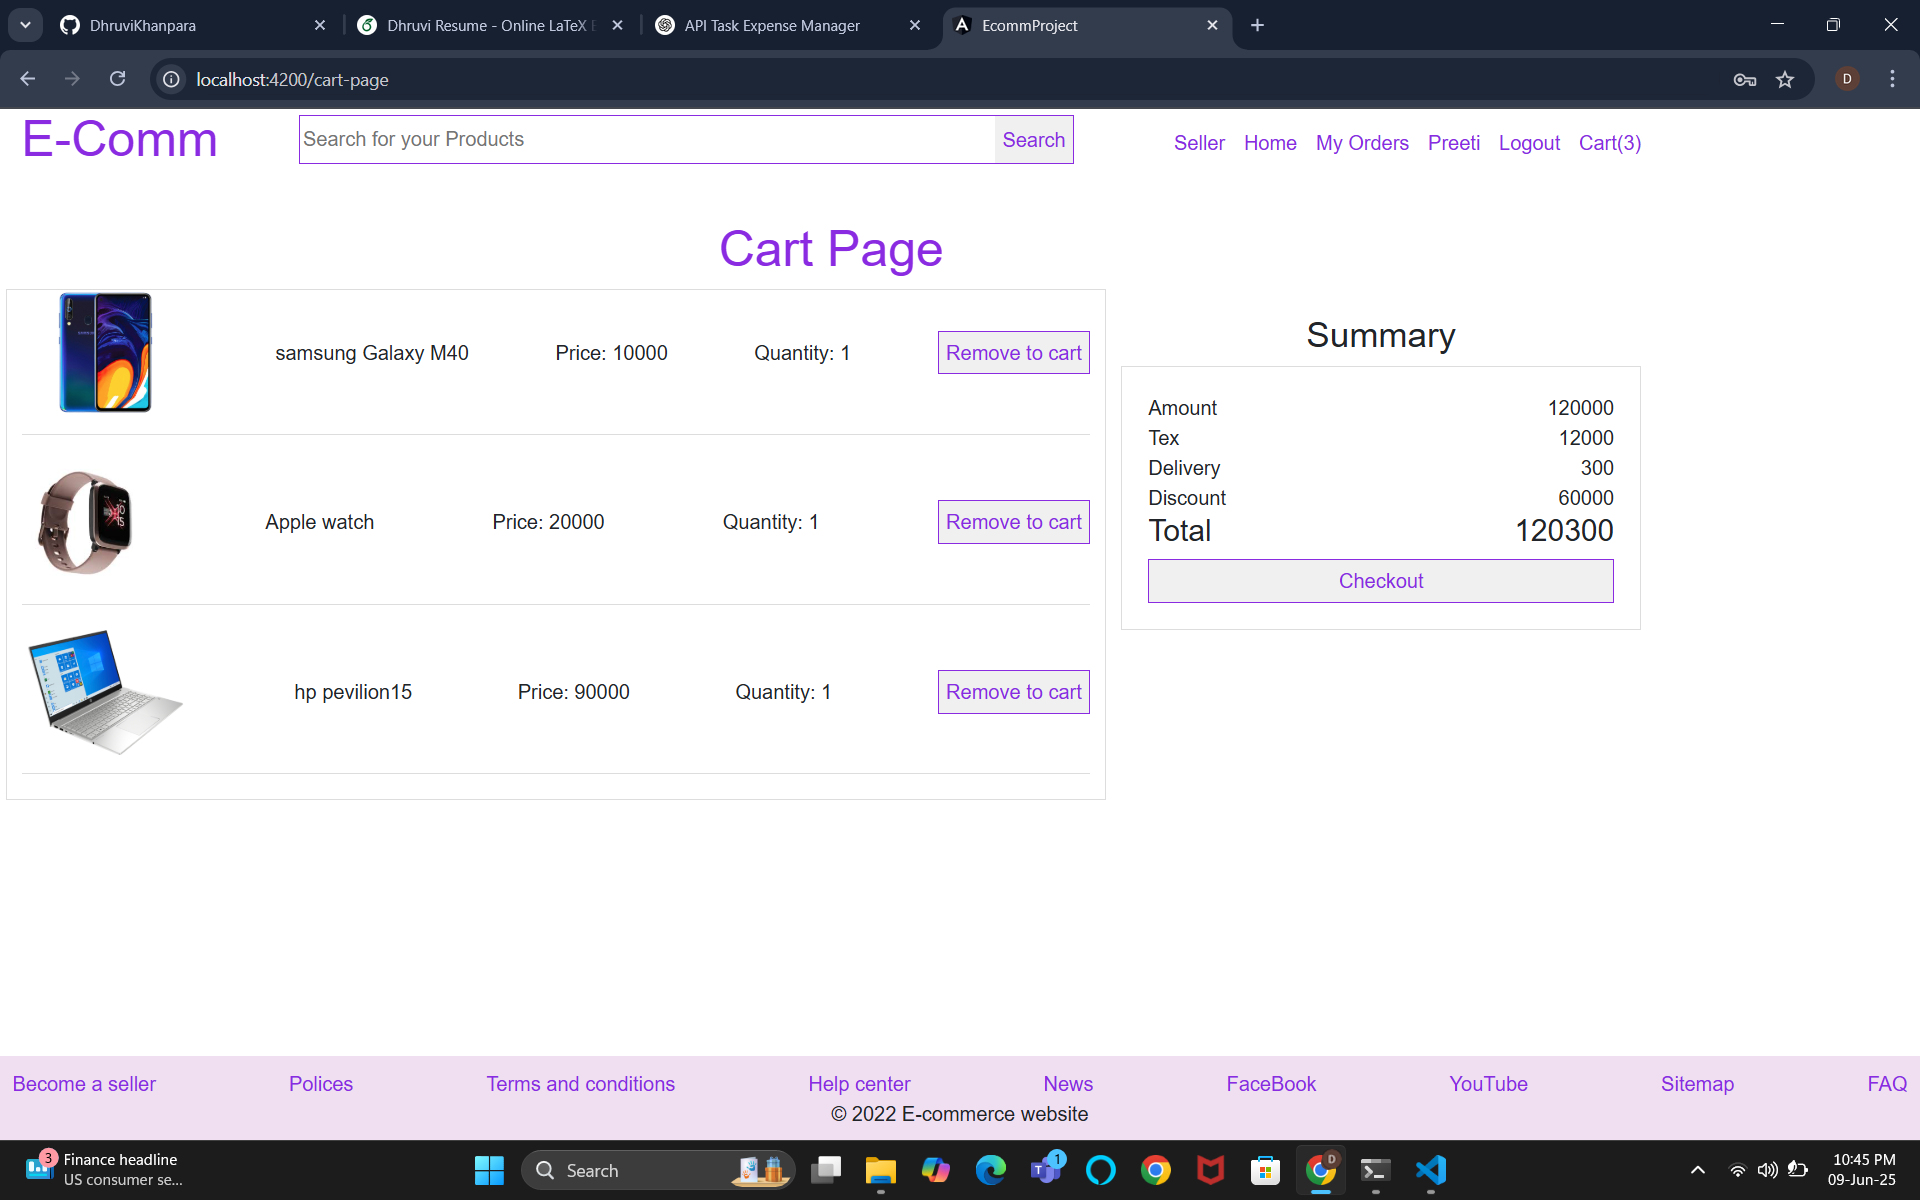 DhruviKhanpara
Dhruvi Resume - Online LaTeX E
API Task Expense Manager
EcommProject
localhost:4200/cart-page
D
E-Comm
Search for your Products
Search
Seller Home My Orders Preeti Logout Cart(3)
Cart Page
samsung Galaxy M40 Price: 10000 Quantity: 1 Remove to cart
Apple watch Price: 20000 Quantity: 1 Remove to cart
hp pevilion15 Price: 90000 Quantity: 1 Remove to cart
Summary
Amount 120000
Tex 12000
Delivery 300
Discount 60000
Total 120300
Checkout
Become a seller Polices Terms and conditions Help center News FaceBook YouTube Sitemap FAQ
© 2022 E-commerce website
3
Finance headline
US consumer se...
Search
1
D
10:45 PM
09-Jun-25